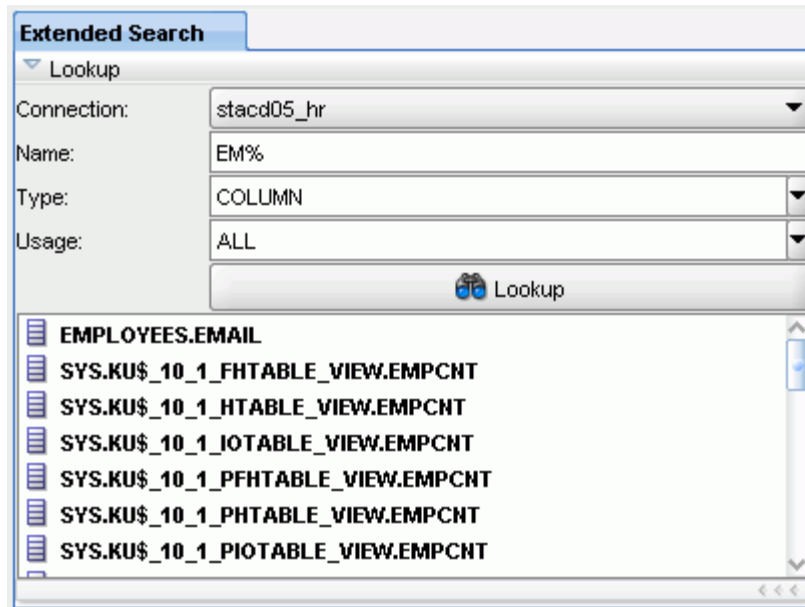 Extended Search
Lookup
Connection: stacd05_hr
Name: EM%
Type: COLUMN
Usage: ALL
Lookup
EMPLOYEES.EMAIL
SYS.KU$_10_1_FHTABLE_VIEW.EMPCNT
SYS.KU$_10_1_HTABLE_VIEW.EMPCNT
SYS.KU$_10_1_IOTABLE_VIEW.EMPCNT
SYS.KU$_10_1_PFHTABLE_VIEW.EMPCNT
SYS.KU$_10_1_PHTABLE_VIEW.EMPCNT
SYS.KU$_10_1_PIOTABLE_VIEW.EMPCNT